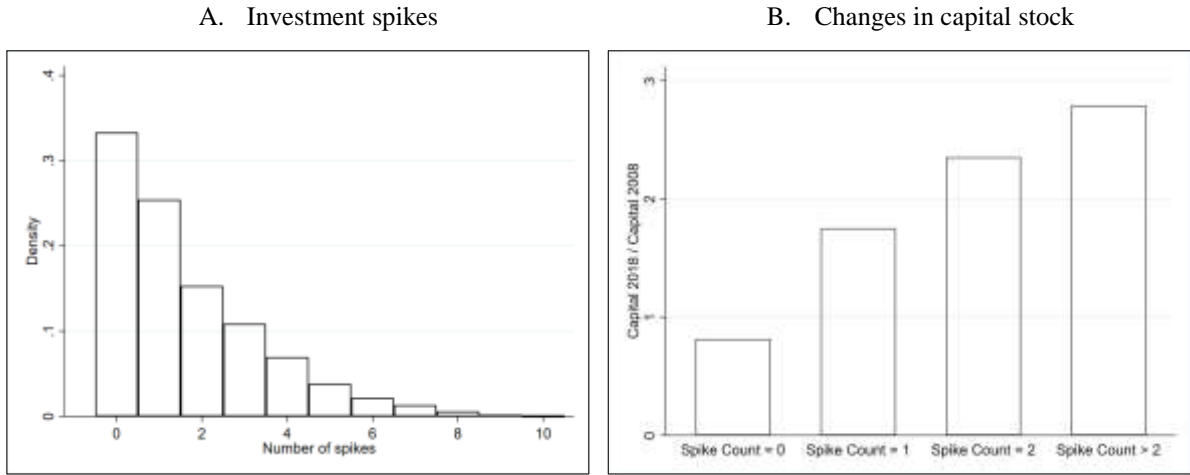 A. Investment spikes
B. Changes in capital stock
Density
.4
.3
.2
.1
0
0 2 4 6 8 10
Number of spikes
Capital 2018 / Capital 2008
3
2
1
0
Spike Count = 0 Spike Count = 1 Spike Count = 2 Spike Count > 2